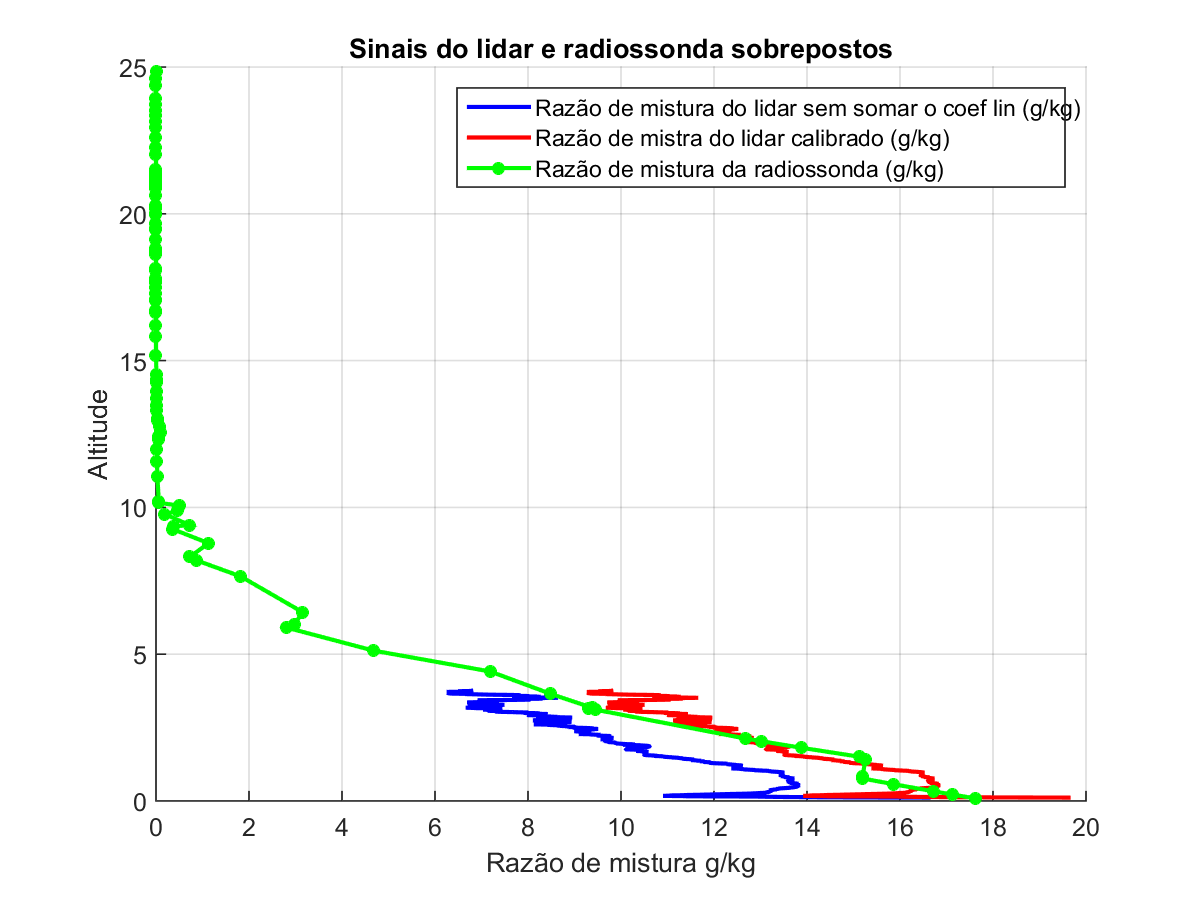 Sinais do lidar e radiossonda sobrepostos
25
Razão de mistura do lidar sem somar o coef lin (g/kg)
Razão de mistra do lidar calibrado (g/kg)
Razão de mistura da radiossonda (g/kg)
20
15
Altitude
10
5
0
0 2 4 6 8 10 12 14 16 18 20
Razão de mistura g/kg